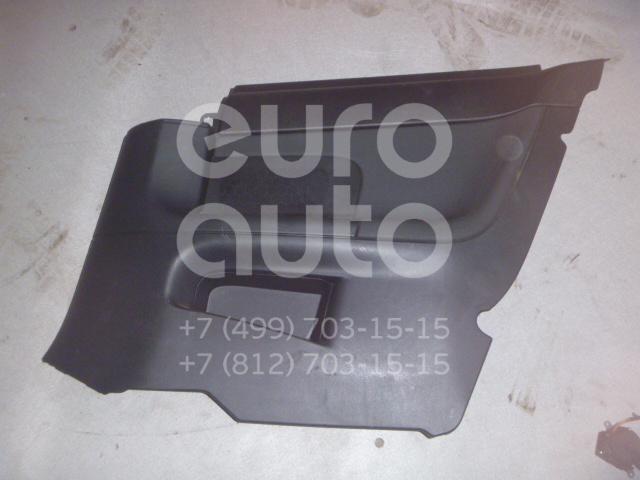 euro
auto
+7 (499) 703-15-15
+7 (812) 703-15-15